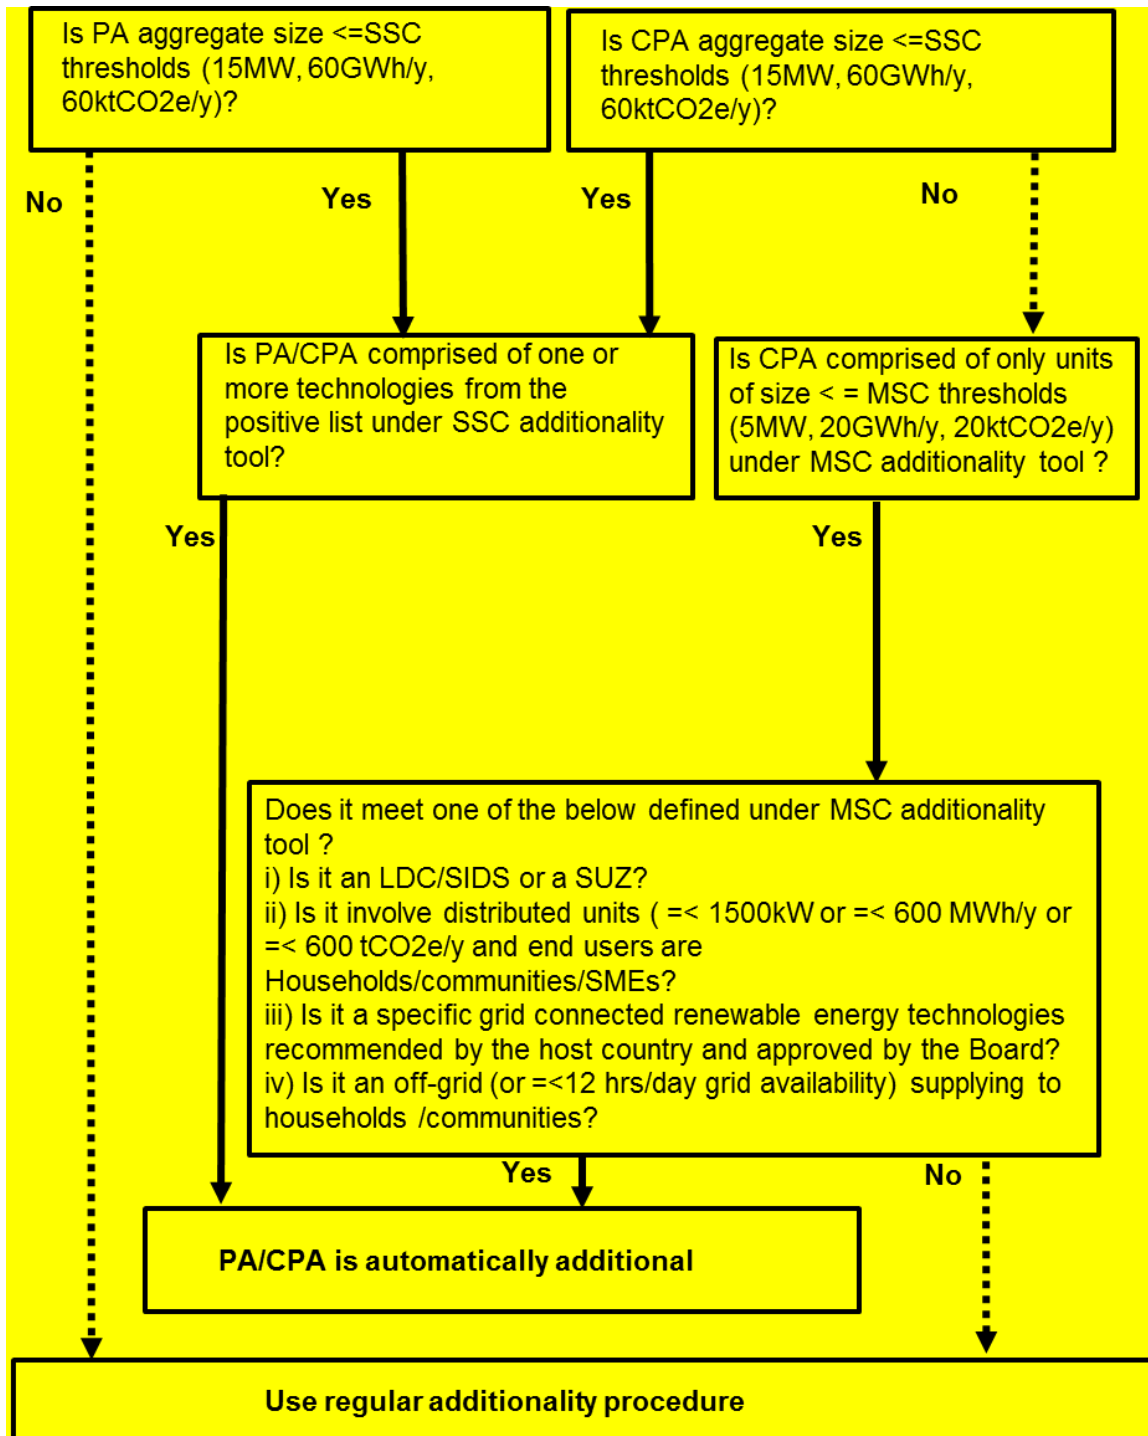 Is PA aggregate size <=SSC
thresholds (15MW, 60GWh/y,
60ktCO2e/y)?
Is CPA aggregate size <=SSC
thresholds (15MW, 60GWh/y,
60ktCO2e/y)?
No
Yes
Yes
No
Is PA/CPA comprised of one or
more technologies from the
positive list under SSC additionality
tool?
Is CPA comprised of only units
of size < = MSC thresholds
(5MW, 20GWh/y, 20ktCO2e/y)
under MSC additionality tool ?
Yes
Yes
Does it meet one of the below defined under MSC additionality
tool ?
i) Is it an LDC/SIDS or a SUZ?
ii) Is it involve distributed units ( =< 1500kW or =< 600 MWh/y or
=< 600 tCO2e/y and end users are
Households/communities/SMEs?
iii) Is it a specific grid connected renewable energy technologies
recommended by the host country and approved by the Board?
iv) Is it an off-grid (or =<12 hrs/day grid availability) supplying to
households /communities?
Yes
No
PA/CPA is automatically additional
Use regular additionality procedure